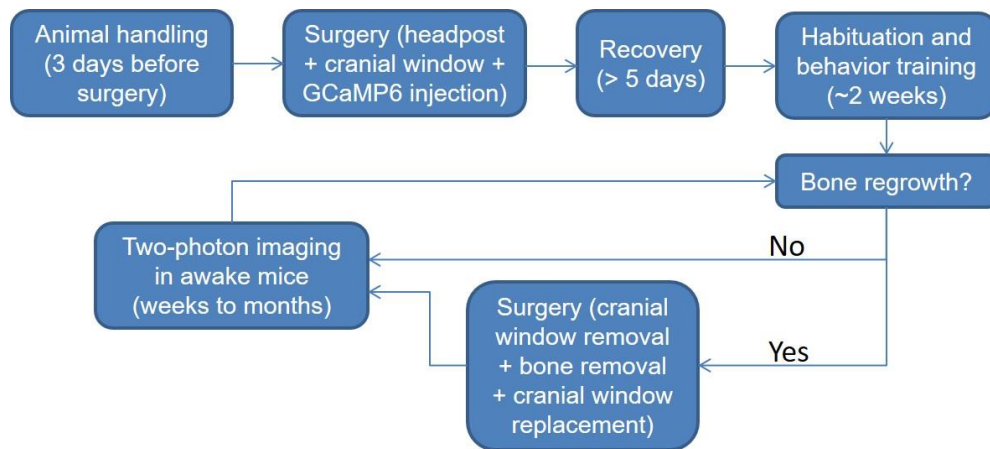 Animal handling
(3 days before
surgery)
Surgery (headpost
+ cranial window +
GCaMP6 injection)
Recovery
(> 5 days)
Habituation and
behavior training
(~2 weeks)
Bone regrowth?
No
Two-photon imaging
in awake mice
(weeks to months)
Yes
Surgery (cranial
window removal
+ bone removal
+ cranial window
replacement)